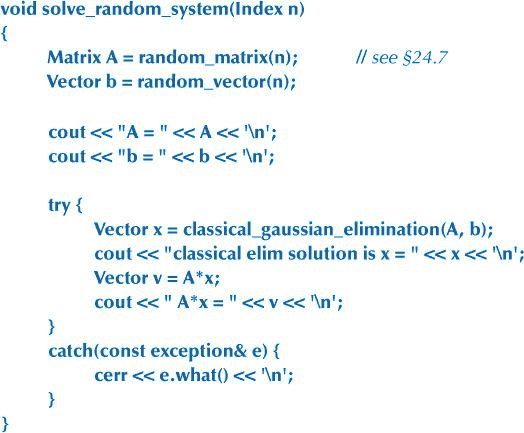 void solve_random_system(Index n)
{
Matrix A = random_matrix(n); // see §24.7
Vector b = random_vector(n);
cout << "A = " << A << '\n';
cout << "b = " << b << '\n';
try {
Vector x = classical_gaussian_elimination(A, b);
cout << "classical elim solution is x = " << x << '\n';
Vector v = A*x;
cout << " A*x = " << v << '\n';
}
catch(const exception& e) {
cerr << e.what() << '\n';
}
}